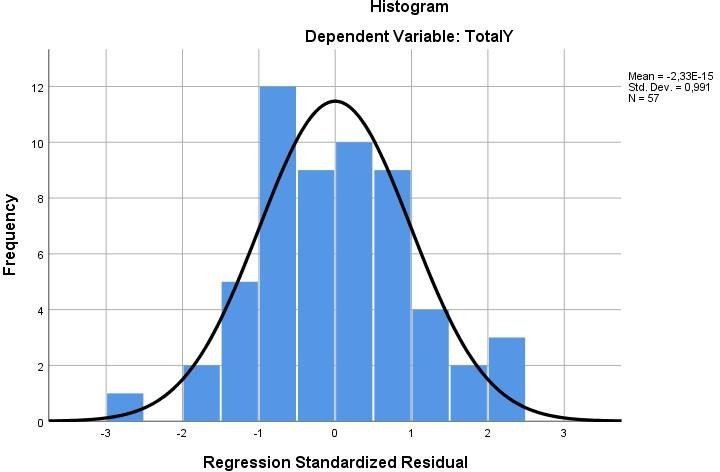 Histogram
Dependent Variable: TotalY
Mean = -2,33E-15
Std. Dev. = 0,991
N = 57
Frequency
12
10
8
6
4
2
0
-3 -2 -1 0 1 2 3
Regression Standardized Residual